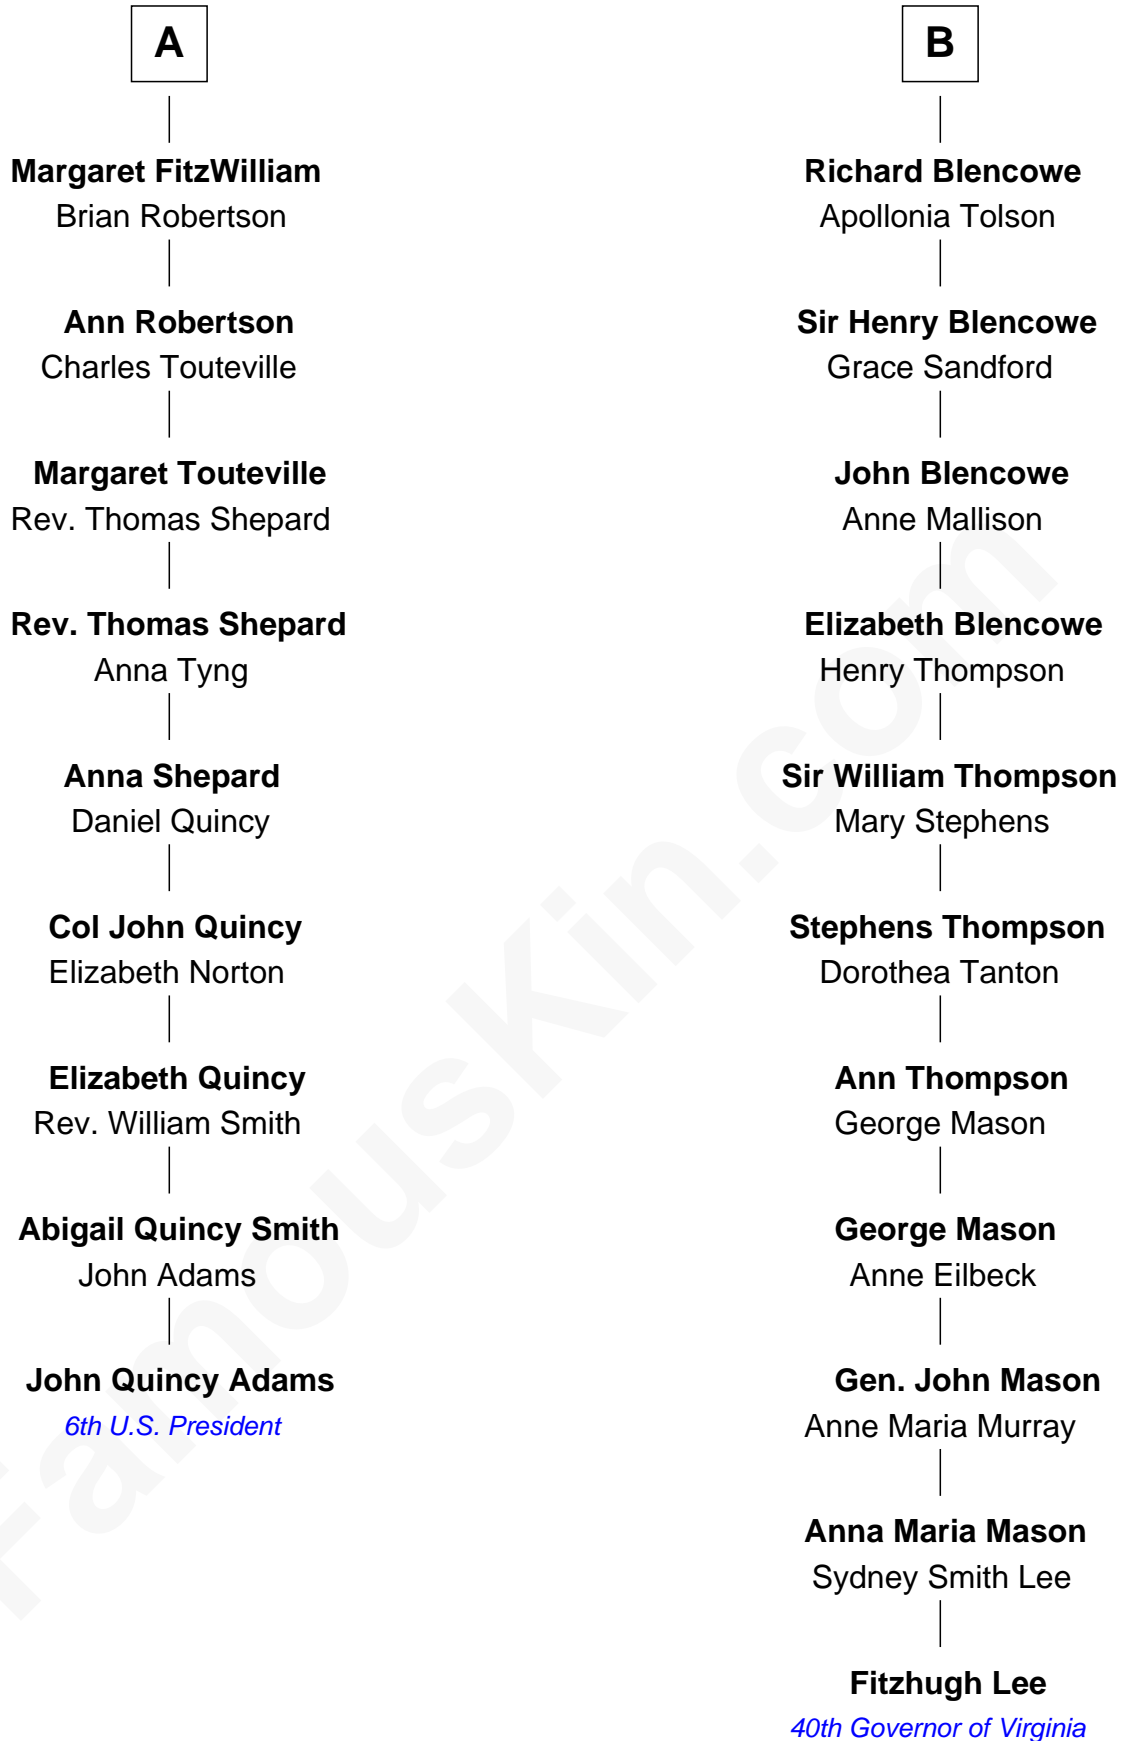 A
Margaret FitzWilliam
Brian Robertson
Ann Robertson
Charles Touteville
Margaret Touteville
Rev. Thomas Shepard
Rev. Thomas Shepard
Anna Tyng
Anna Shepard
Daniel Quincy
Col John Quincy
Elizabeth Norton
Elizabeth Quincy
Rev. William Smith
Abigail Quincy Smith
John Adams
John Quincy Adams
6th U.S. President
B
Richard Blencowe
Apollonia Tolson
Sir Henry Blencowe
Grace Sandford
John Blencowe
Anne Mallison
Elizabeth Blencowe
Henry Thompson
Sir William Thompson
Mary Stephens
Stephens Thompson
Dorothea Tanton
Ann Thompson
George Mason
George Mason
Anne Eilbeck
Gen. John Mason
Anne Maria Murray
Anna Maria Mason
Sydney Smith Lee
Fitzhugh Lee
40th Governor of Virginia
FamousKin.com